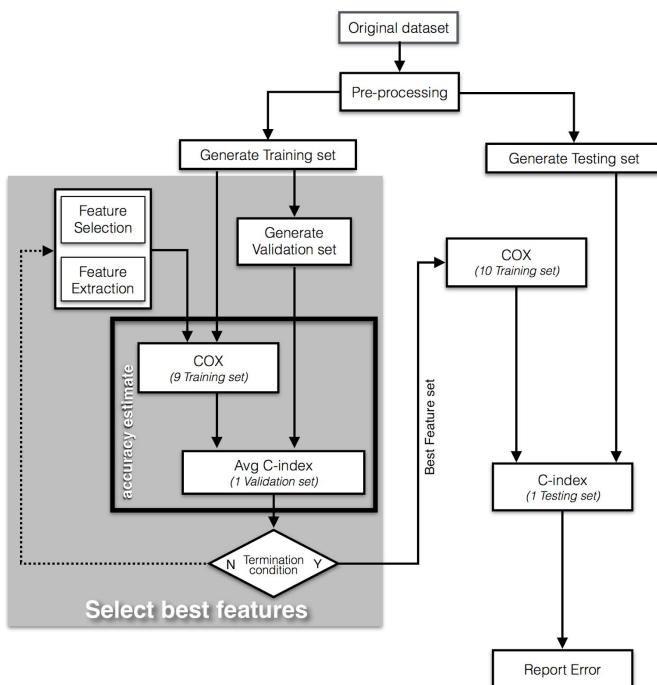 Original dataset
Pre-processing
Generate Training set
Generate Testing set
Feature
Selection
Feature
Extraction
Generate
Validation set
COX
(10 Training set)
accuracy estimate
COX
(9 Training set)
Avg C-index
(1 Validation set)
Best Feature set
C-index
(1 Testing set)
N
Termination
condition
Y
Select best features
Report Error